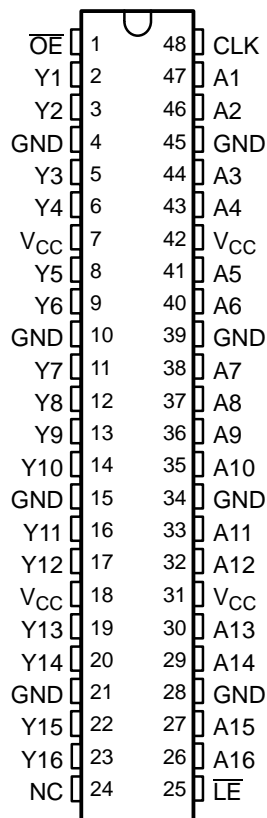 O̅E̅ 1 48 CLK
Y1 2 47 A1
Y2 3 46 A2
GND 4 45 GND
Y3 5 44 A3
Y4 6 43 A4
VCC 7 42 VCC
Y5 8 41 A5
Y6 9 40 A6
GND 10 39 GND
Y7 11 38 A7
Y8 12 37 A8
Y9 13 36 A9
Y10 14 35 A10
GND 15 34 GND
Y11 16 33 A11
Y12 17 32 A12
VCC 18 31 VCC
Y13 19 30 A13
Y14 20 29 A14
GND 21 28 GND
Y15 22 27 A15
Y16 23 26 A16
NC 24 25 L̅E̅